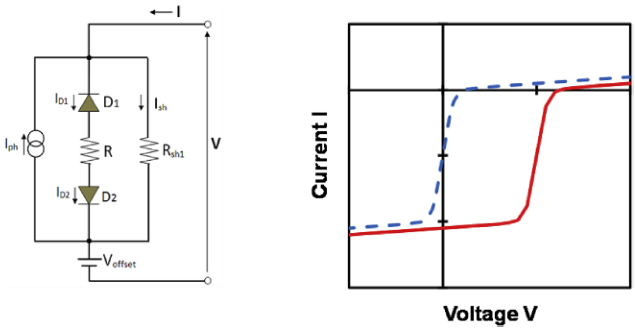 I
I_D1
D1
I_sh
I_ph
R
R_sh1
V
I_D2
D2
V_offset
Current I
Voltage V